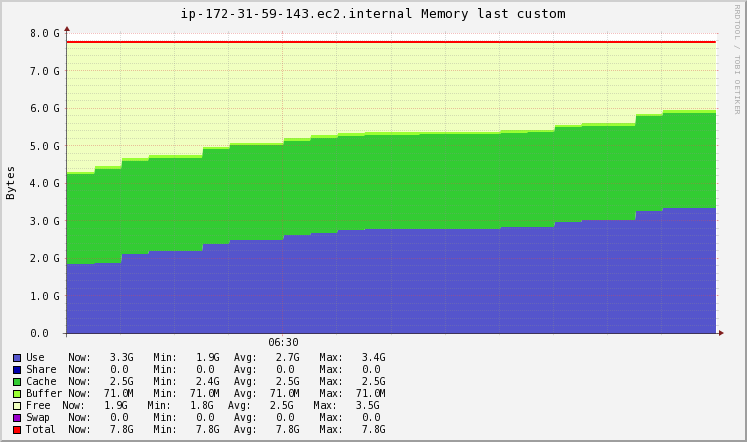 ip-172-31-59-143.ec2.internal Memory last custom
RRDTOOL / TOBI OETIKER
Bytes
8.0 G
7.0 G
6.0 G
5.0 G
4.0 G
3.0 G
2.0 G
1.0 G
0.0
06:30
Use Now: 3.3G Min: 1.9G Avg: 2.7G Max: 3.4G
Share Now: 0.0 Min: 0.0 Avg: 0.0 Max: 0.0
Cache Now: 2.5G Min: 2.4G Avg: 2.5G Max: 2.5G
Buffer Now: 71.0M Min: 71.0M Avg: 71.0M Max: 71.0M
Free Now: 1.9G Min: 1.8G Avg: 2.5G Max: 3.5G
Swap Now: 0.0 Min: 0.0 Avg: 0.0 Max: 0.0
Total Now: 7.8G Min: 7.8G Avg: 7.8G Max: 7.8G